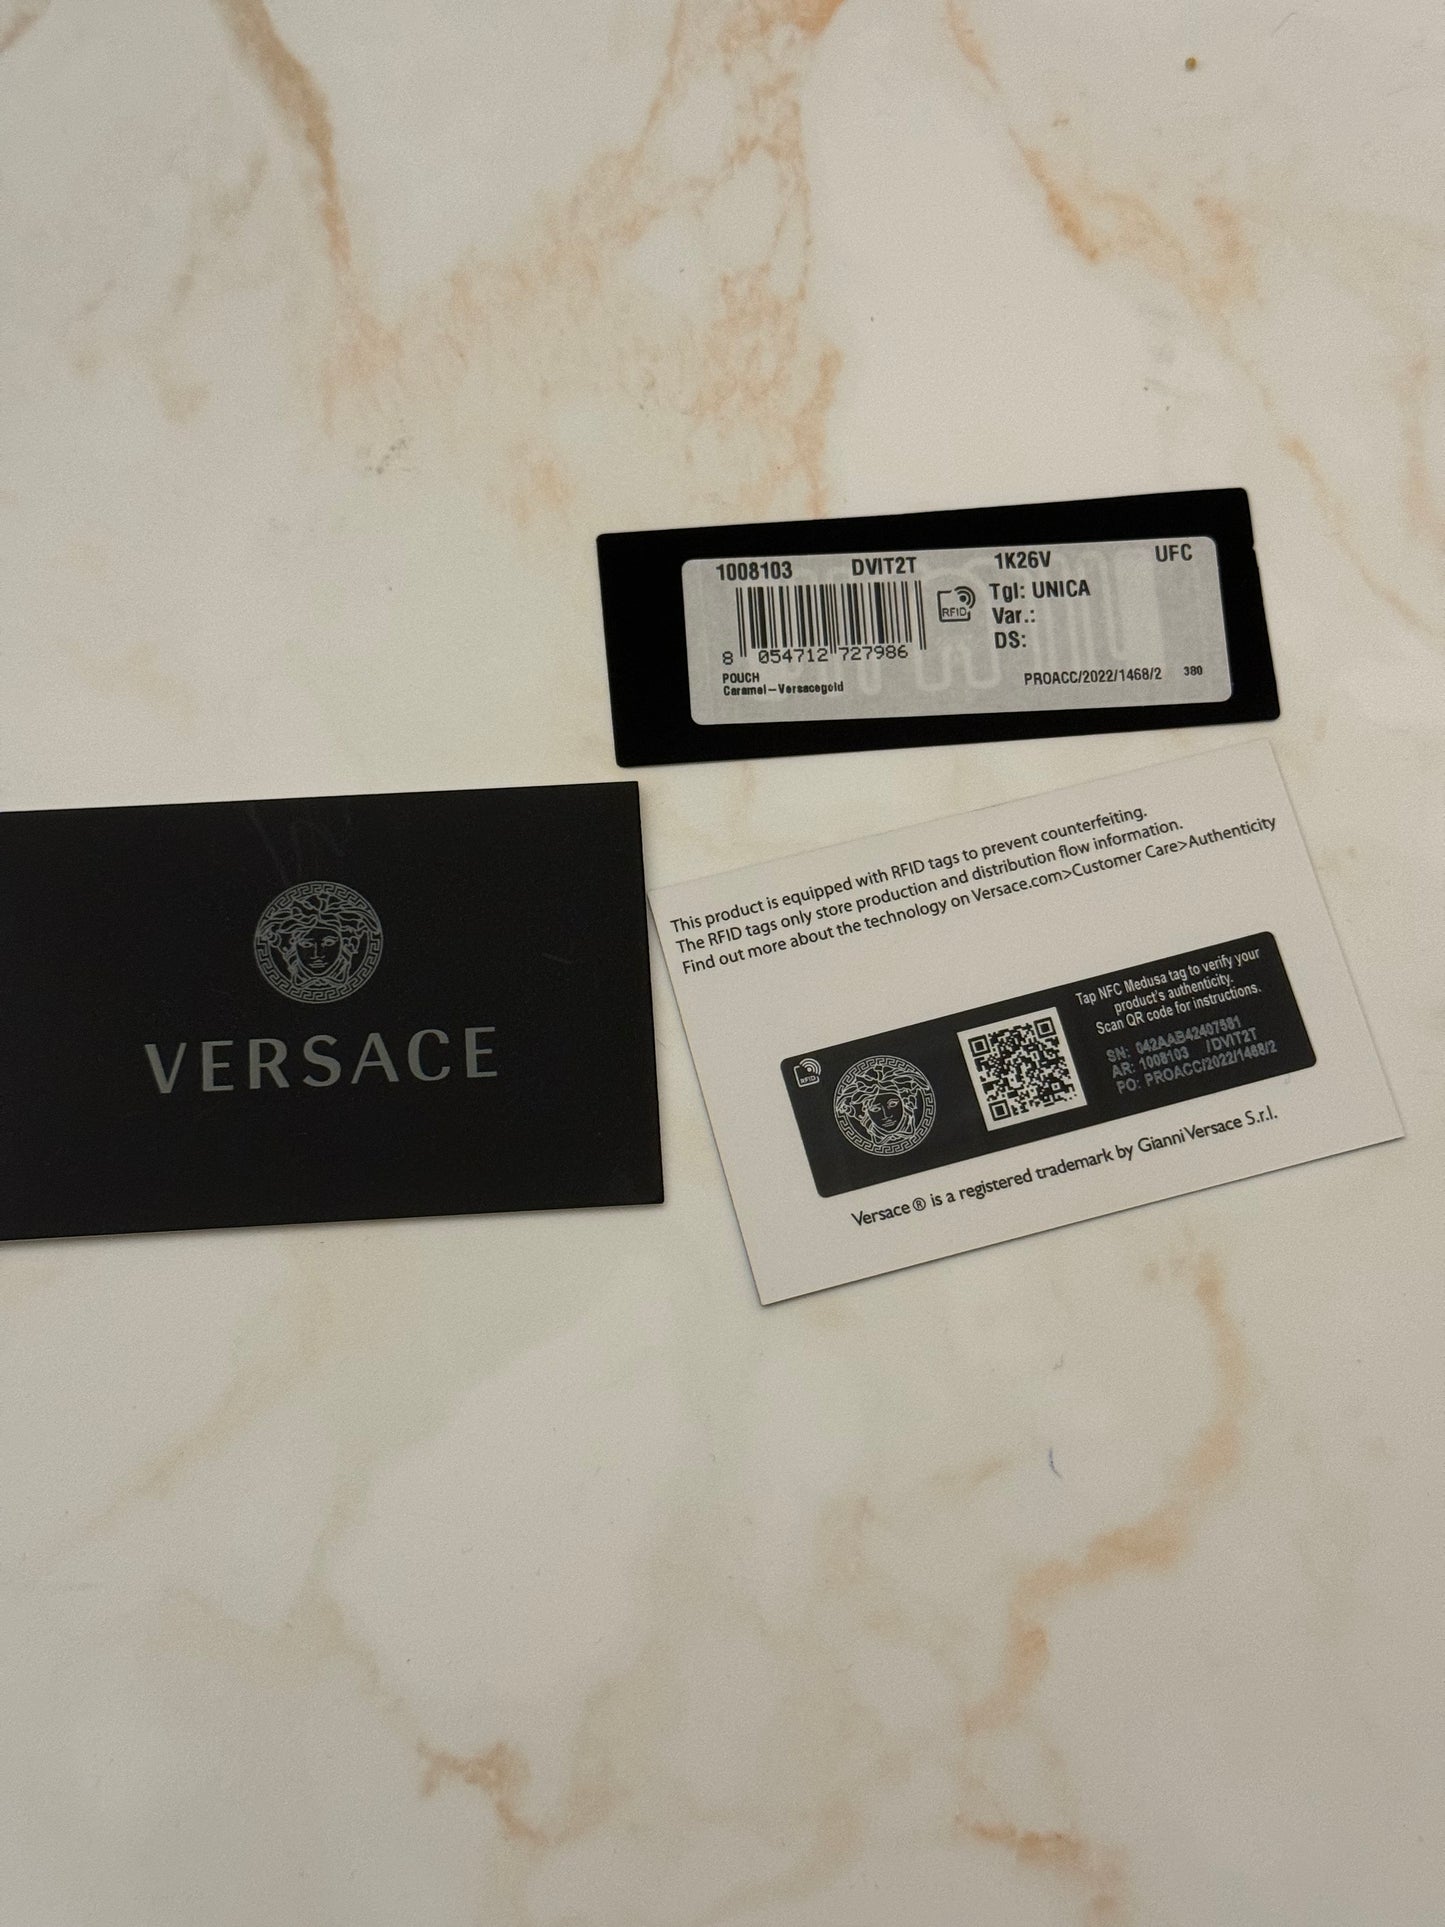 1008103 DVIT2T 1K26V UFC
RFID
Tgl: UNICA
Var.:
DS:
8 054712 727986
POUCH
Caramel-Versacegold
PROACC/2022/1468/2 380
VERSACE
This product is equipped with RFID tags to prevent counterfeiting.
The RFID tags only store production and distribution flow information.
Find out more about the technology on Versace.com>Customer Care>Authenticity
RFID
Tap NFC Medusa tag to verify your
product's authenticity.
Scan QR code for instructions.
SN: 042AAB42407581
AR: 1008103 /DVIT2T
PO: PROACC/2022/1468/2
Versace ® is a registered trademark by Gianni Versace S.r.l.